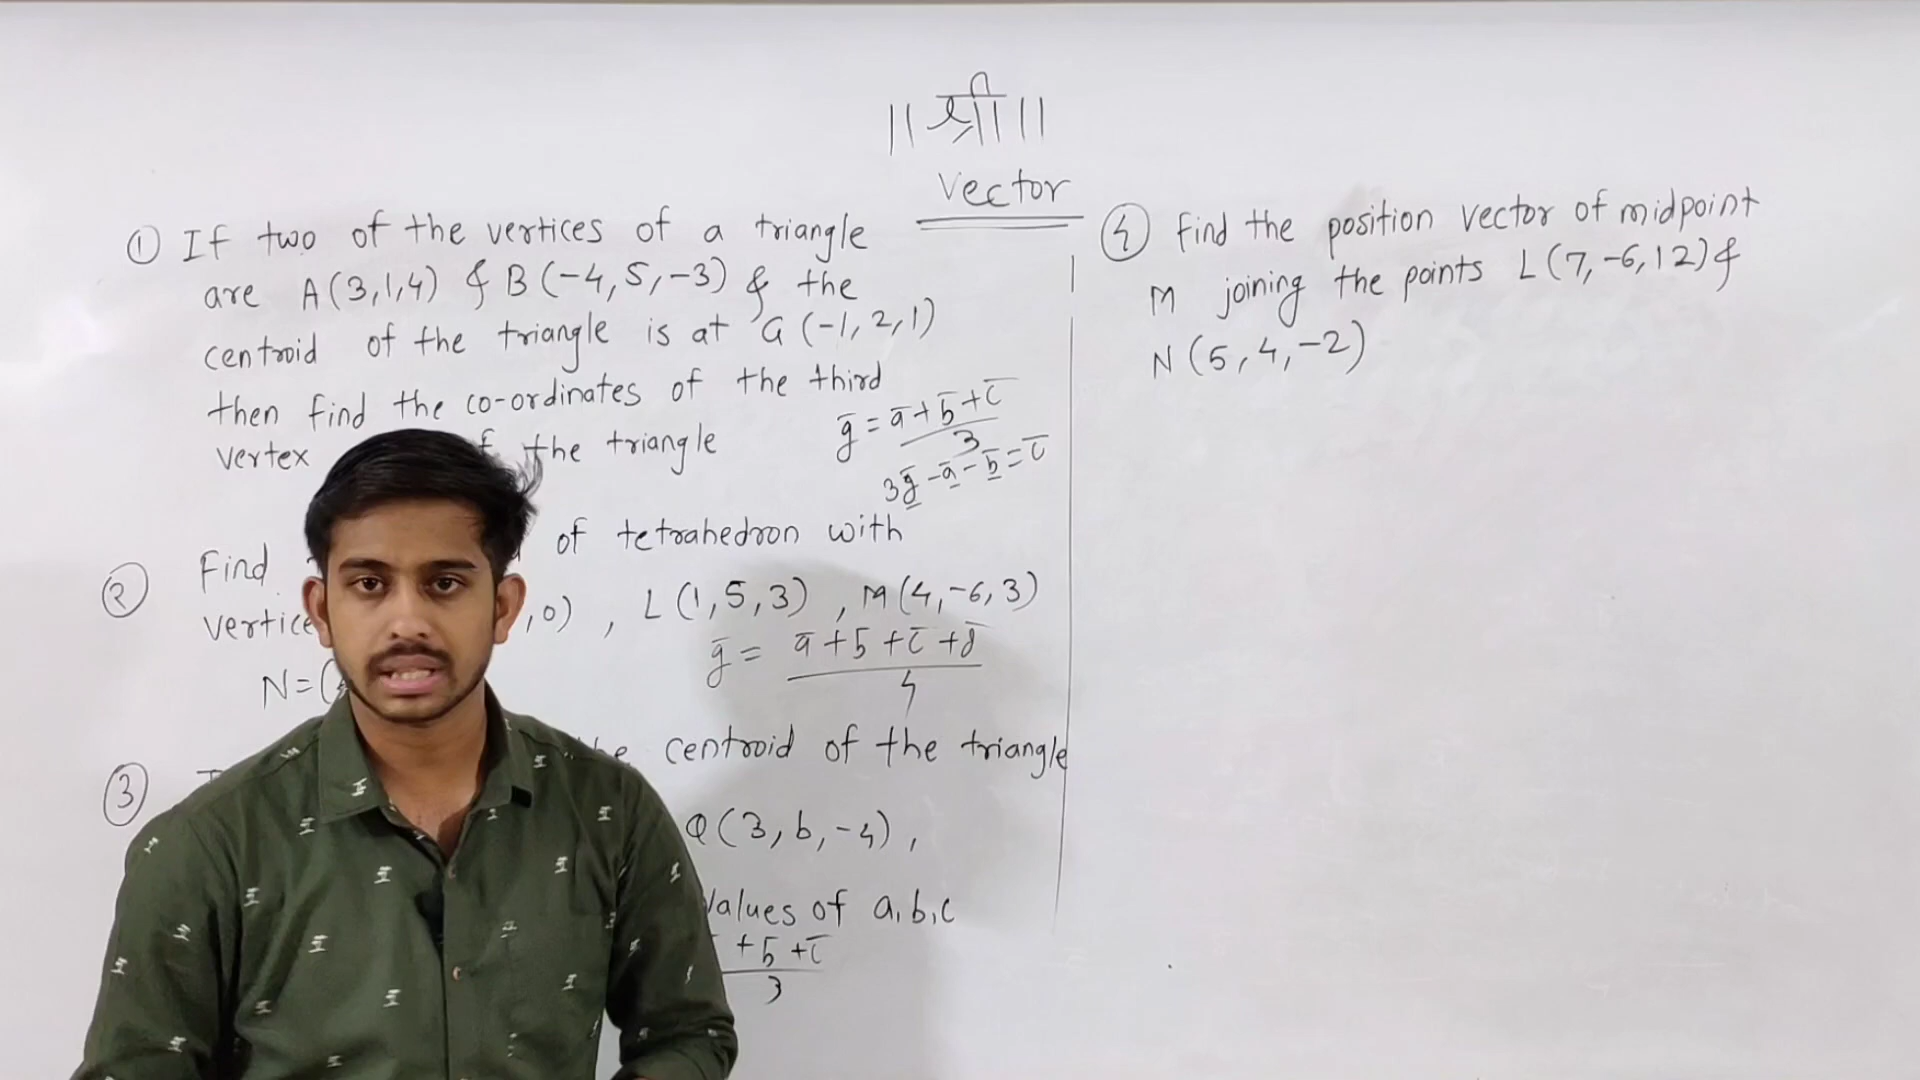 ||श्री||
Vector
① If two of the vertices of a triangle
are A(3,1,4) & B(-4,5,-3) & the
centroid of the triangle is at G(-1,2,1)
then find the co-ordinates of the third
vertex of the triangle
g̅ = a̅+b̅+c̅
3
3g̅-a̅-b̅=c̅
② Find of tetrahedron with
,0), L(1,5,3), M(4,-6,3)
N=(
g̅ = a̅+b̅+c̅+d̅
4
③ centroid of the triangle
Q(3,b,-4),
values of a,b,c
+b̅+c̅
3
④ Find the position vector of midpoint
M joining the points L(7,-6,12)&
N(5,4,-2)